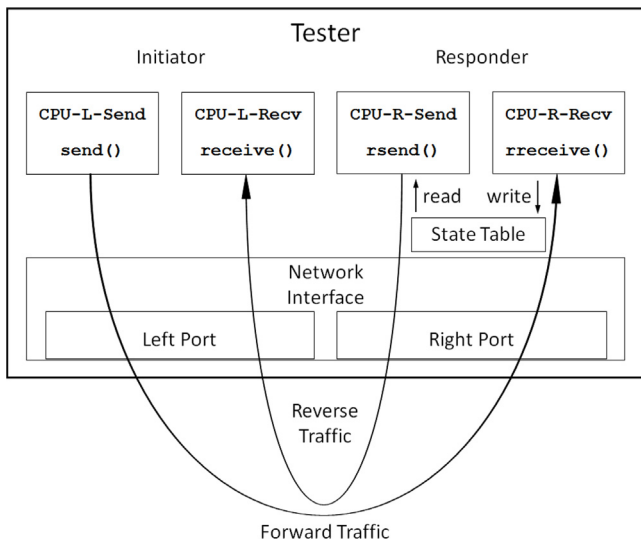 Tester
Initiator
Responder
CPU-L-Send
send()
CPU-L-Recv
receive()
CPU-R-Send
rsend()
CPU-R-Recv
rreceive()
read
write
State Table
Network
Interface
Left Port
Right Port
Reverse
Traffic
Forward Traffic